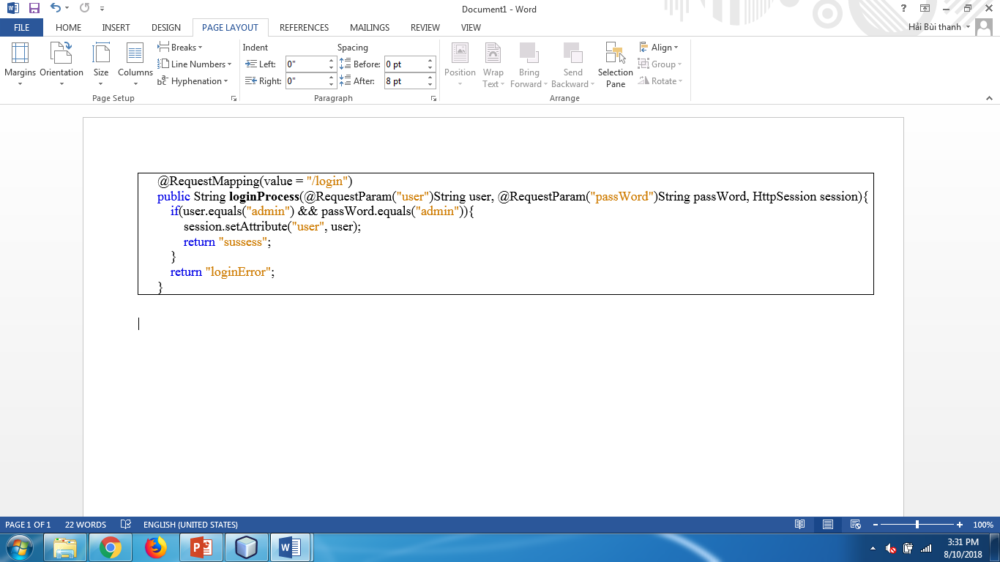 Document1 - Word
?
FILE HOME INSERT DESIGN PAGE LAYOUT REFERENCES MAILINGS REVIEW VIEW
Hải Bùi thanh
Margins Orientation Size Columns
Breaks
Line Numbers
Hyphenation
Page Setup
Indent
Left: 0"
Right: 0"
Spacing
Before: 0 pt
After: 8 pt
Paragraph
Position
Wrap Text
Bring Forward
Send Backward
Selection Pane
Align
Group
Rotate
Arrange
@RequestMapping(value = "/login")
public String loginProcess(@RequestParam("user")String user, @RequestParam("passWord")String passWord, HttpSession session){
if(user.equals("admin") && passWord.equals("admin")){
session.setAttribute("user", user);
return "sussess";
}
return "loginError";
}
PAGE 1 OF 1 22 WORDS ENGLISH (UNITED STATES) 100%
3:31 PM
8/10/2018